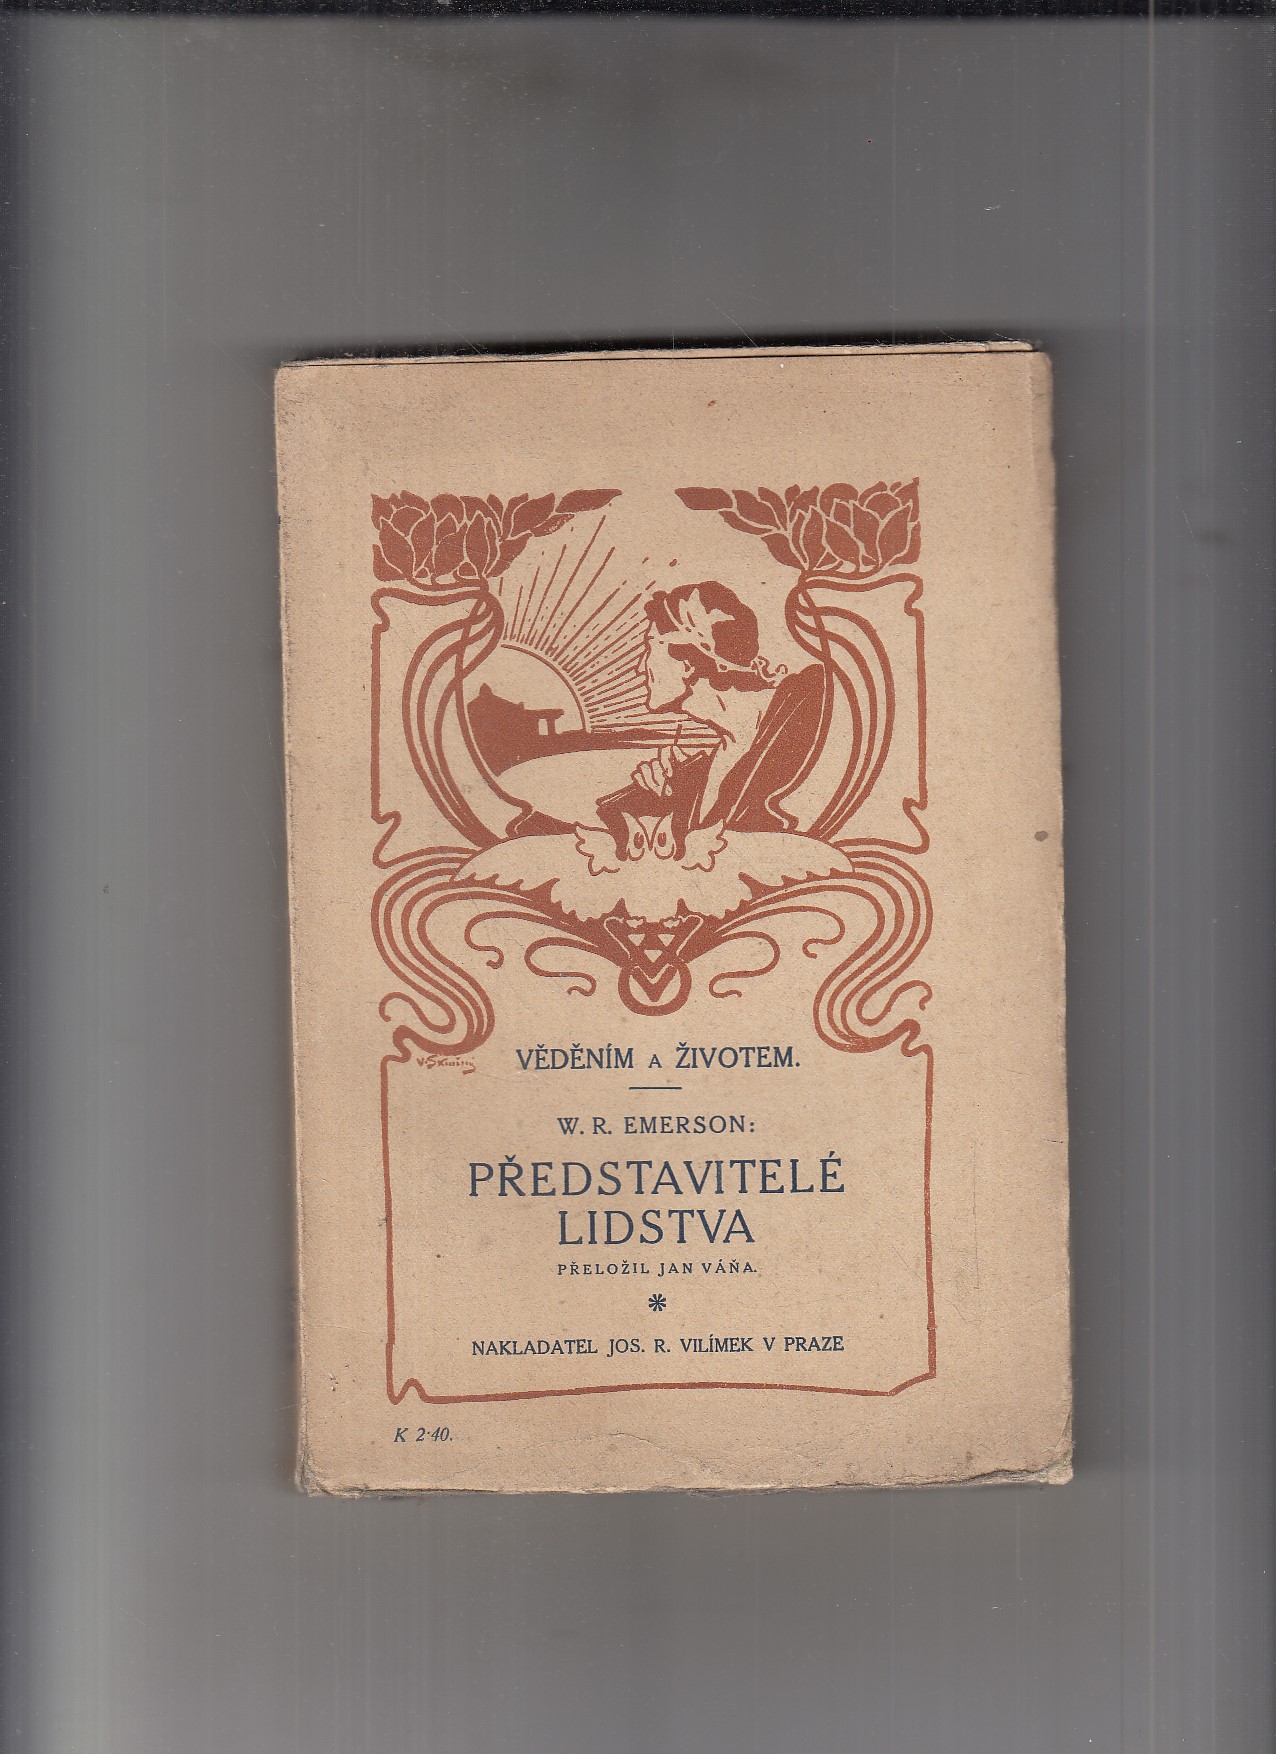 VĚDĚNÍM A ŽIVOTEM.
W. R. EMERSON:
PŘEDSTAVITELÉ
LIDSTVA
PŘELOŽIL JAN VÁŇA.
*
NAKLADATEL JOS. R. VILÍMEK V PRAZE
K 2·40.